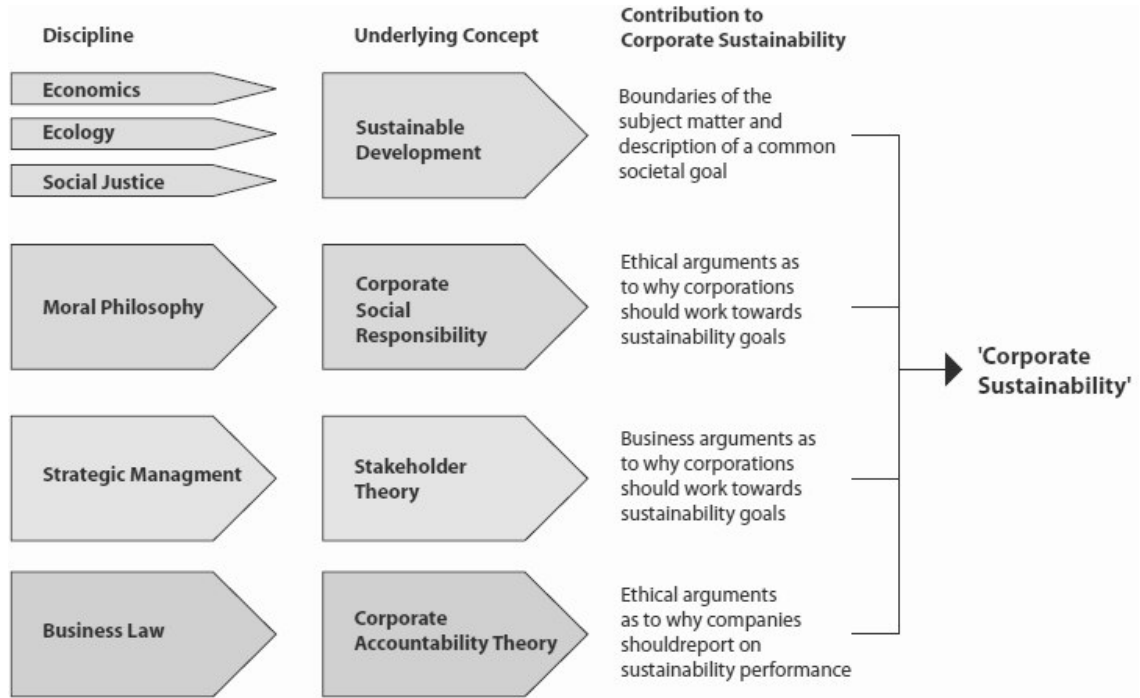 Discipline
Underlying Concept
Contribution to
Corporate Sustainability
Economics
Ecology
Social Justice
Sustainable
Development
Boundaries of the
subject matter and
description of a common
societal goal
Moral Philosophy
Corporate
Social
Responsibility
Ethical arguments as
to why corporations
should work towards
sustainability goals
'Corporate
Sustainability'
Strategic Managment
Stakeholder
Theory
Business arguments as
to why corporations
should work towards
sustainability goals
Business Law
Corporate
Accountability Theory
Ethical arguments
as to why companies
shouldreport on
sustainability performance